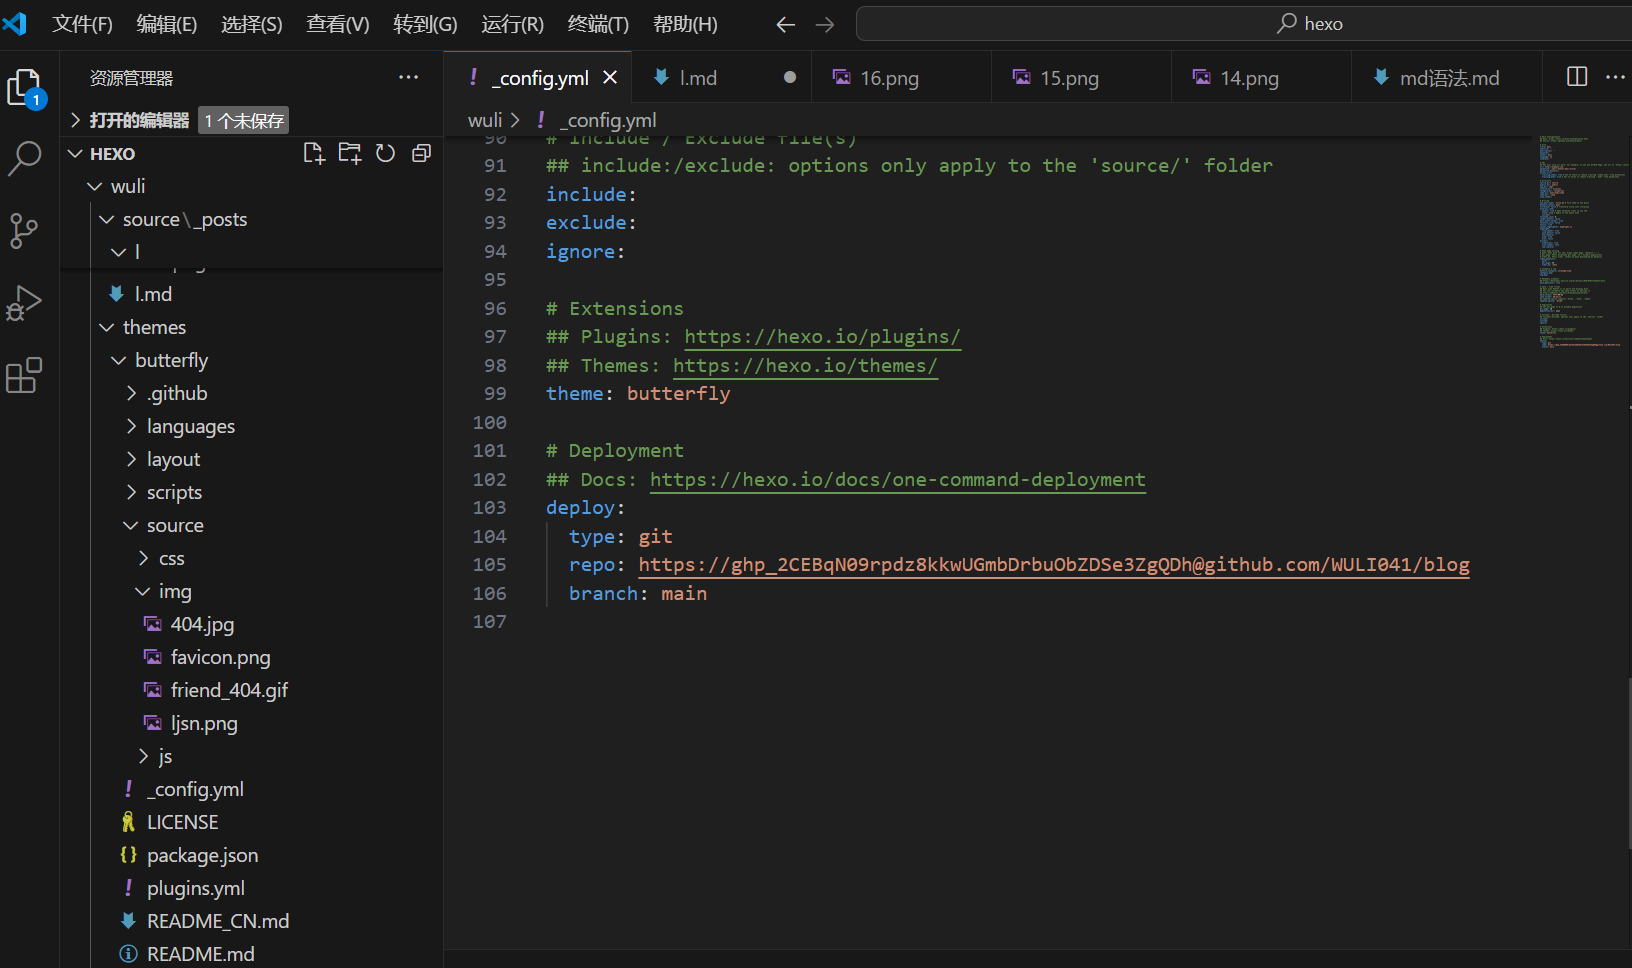 文件(F) 编辑(E) 选择(S) 查看(V) 转到(G) 运行(R) 终端(T) 帮助(H) hexo
资源管理器
打开的编辑器 1 个未保存
HEXO
wuli
source\_posts
l
l.md
themes
butterfly
.github
languages
layout
scripts
source
css
img
404.jpg
favicon.png
friend_404.gif
ljsn.png
js
_config.yml
LICENSE
package.json
plugins.yml
README_CN.md
README.md
1
_config.yml l.md 16.png 15.png 14.png md语法.md
wuli > _config.yml
90 # Include / Exclude file(s)
91 ## include:/exclude: options only apply to the 'source/' folder
92 include:
93 exclude:
94 ignore:
95
96 # Extensions
97 ## Plugins: https://hexo.io/plugins/
98 ## Themes: https://hexo.io/themes/
99 theme: butterfly
100
101 # Deployment
102 ## Docs: https://hexo.io/docs/one-command-deployment
103 deploy:
104 type: git
105 repo: https://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@github.com/WULI041/blog
106 branch: main
107